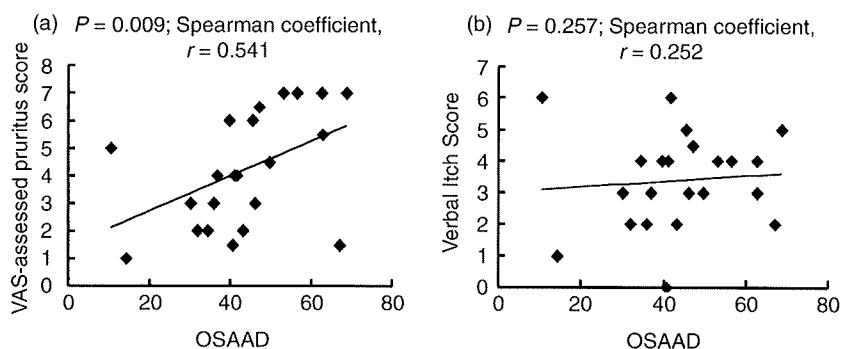 (a) P = 0.009; Spearman coefficient,
r = 0.541
VAS-assessed pruritus score
8
7
6
5
4
3
2
1
0
0 20 40 60 80
OSAAD
(b) P = 0.257; Spearman coefficient,
r = 0.252
Verbal Itch Score
7
6
5
4
3
2
1
0
0 20 40 60 80
OSAAD